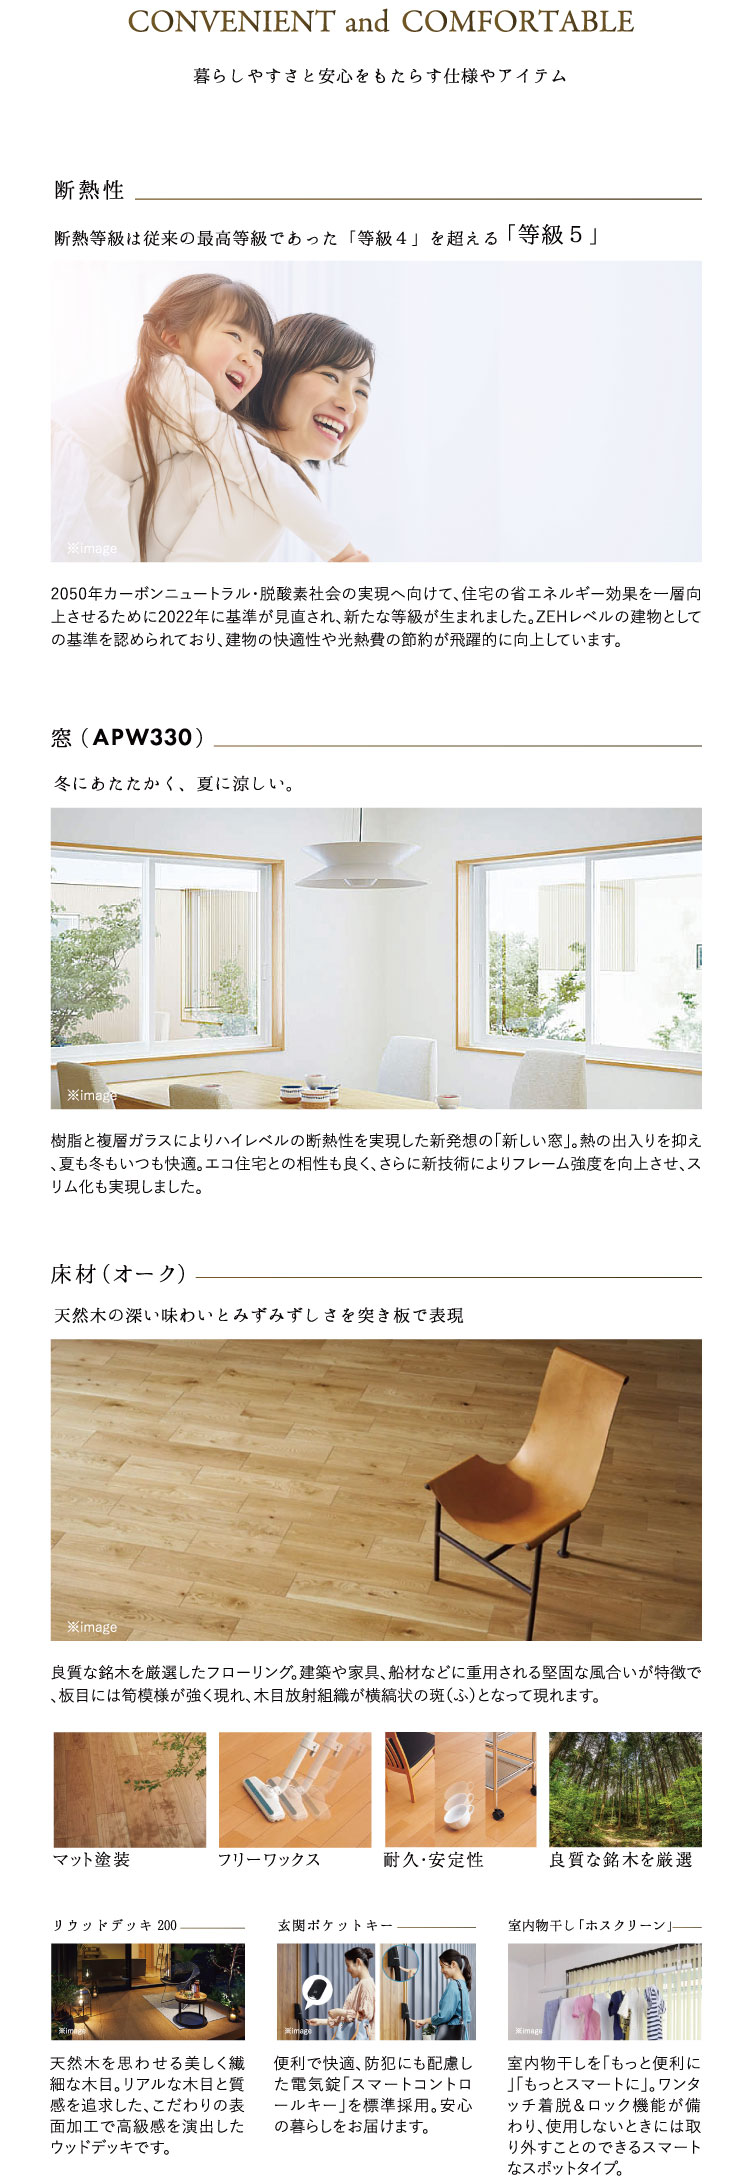 CONVENIENT and COMFORTABLE
暮らしやすさと安心をもたらす仕様やアイテム
断熱性
断熱等級は従来の最高等級であった「等級４」を超える「等級５」
※image
2050年カーボンニュートラル・脱酸素社会の実現へ向けて、住宅の省エネルギー効果を一層向
上させるために2022年に基準が見直され、新たな等級が生まれました。ZEHレベルの建物として
の基準を認められており、建物の快適性や光熱費の節約が飛躍的に向上しています。
窓（APW330）
冬にあたたかく、夏に涼しい。
※image
樹脂と複層ガラスによりハイレベルの断熱性を実現した新発想の「新しい窓」。熱の出入りを抑え
、夏も冬もいつも快適。エコ住宅との相性も良く、さらに新技術によりフレーム強度を向上させ、ス
リム化も実現しました。
床材（オーク）
天然木の深い味わいとみずみずしさを突き板で表現
※image
良質な銘木を厳選したフローリング。建築や家具、船材などに重用される堅固な風合いが特徴で
、板目には筍模様が強く現れ、木目放射組織が横縞状の斑（ふ）となって現れます。
マット塗装
フリーワックス
耐久・安定性
良質な銘木を厳選
リウッドデッキ 200
※image
天然木を思わせる美しく繊
細な木目。リアルな木目と質
感を追求した、こだわりの表
面加工で高級感を演出した
ウッドデッキです。
玄関ポケットキー
※image
便利で快適、防犯にも配慮し
た電気錠「スマートコントロ
ールキー」を標準採用。安心
の暮らしをお届けます。
室内物干し「ホスクリーン」
※image
室内物干しを「もっと便利に
」「もっとスマートに」。ワンタ
ッチ着脱＆ロック機能が備
わり、使用しないときには取
り外すことのできるスマート
なスポットタイプ。